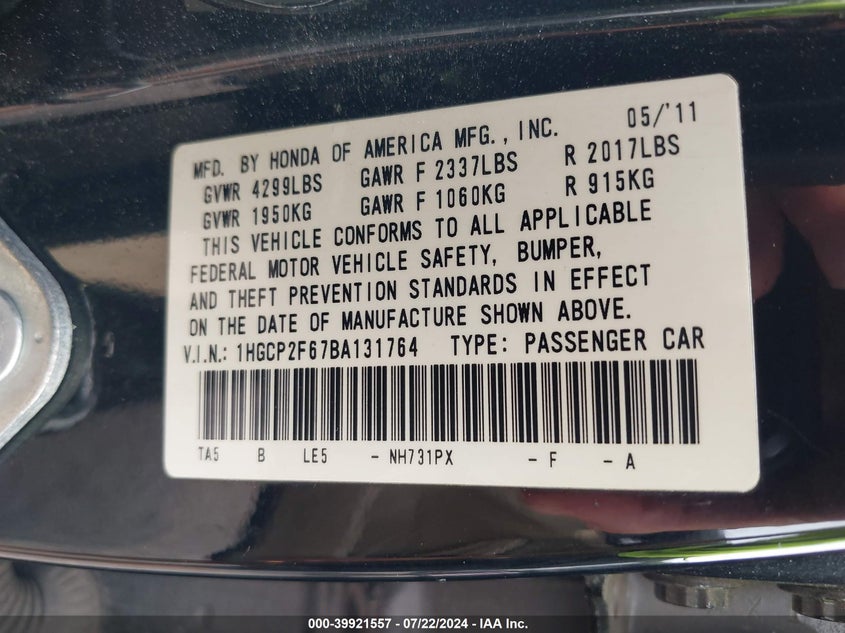 MFD. BY HONDA OF AMERICA MFG., INC. 05/'11
GVWR 4299LBS GAWR F 2337LBS R 2017LBS
GVWR 1950KG GAWR F 1060KG R 915KG
THIS VEHICLE CONFORMS TO ALL APPLICABLE
FEDERAL MOTOR VEHICLE SAFETY, BUMPER,
AND THEFT PREVENTION STANDARDS IN EFFECT
ON THE DATE OF MANUFACTURE SHOWN ABOVE.
V.I.N.: 1HGCP2F67BA131764 TYPE: PASSENGER CAR
TA5 B LE5 - NH731PX - F - A
000-39921557 / 07/22/2024 - IAA Inc.